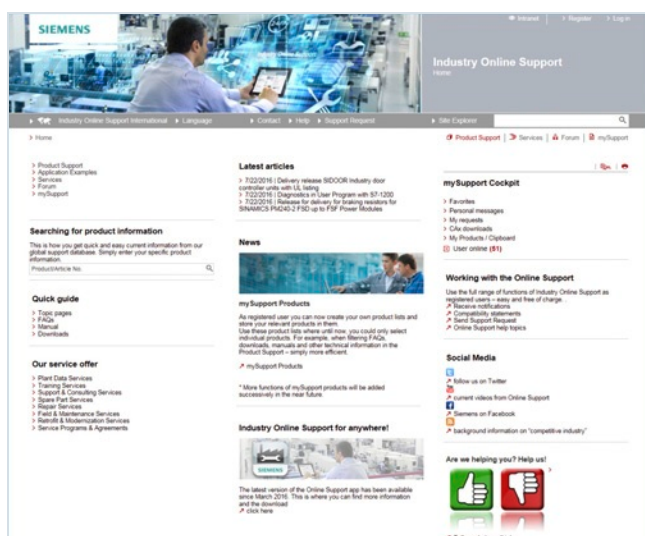 SIEMENS
Intranet
> Register
> Log in
Industry Online Support
Home
Industry Online Support International
Language
Contact
Help
Support Request
Site Explorer
> Home
Product Support
Services
Forum
mySupport
> Product Support
> Application Examples
> Services
> Forum
> mySupport
Searching for product information
This is how you get quick and easy current information from our
global support database. Simply enter your specific product
information.
Product/Article No.
Quick guide
> Topic pages
> FAQs
> Manual
> Downloads
Our service offer
> Plant Data Services
> Training Services
> Support & Consulting Services
> Spare Part Services
> Repair Services
> Field & Maintenance Services
> Retrofit & Modernization Services
> Service Programs & Agreements
Latest articles
> 7/22/2016 | Delivery release SIDOOR Industry door
controller units with UL listing
> 7/22/2016 | Diagnostics in User Program with S7-1200
> 7/22/2016 | Release for delivery for braking resistors for
SINAMICS PM240-2 FSD up to FSF Power Modules
News
mySupport Products
As registered user you can now create your own product lists and
store your relevant products in them.
Use these product lists where until now, you could only select
individual products. For example, when filtering FAQs,
downloads, manuals and other technical information in the
Product Support – simply more efficient.
mySupport Products
* More functions of mySupport products will be added
successively in the near future.
Industry Online Support for anywhere!
SIEMENS
The latest version of the Online Support app has been available
since March 2016. This is where you can find more information
and the download
click here
mySupport Cockpit
> Favorites
> Personal messages
> My requests
> CAx downloads
> My Products / Clipboard
User online (51)
Working with the Online Support
Use the full range of functions of Industry Online Support as
registered users – easy and free of charge. .
Receive notifications
Compatibility statements
Send Support Request
Online Support help topics
Social Media
follow us on Twitter
current videos from Online Support
Siemens on Facebook
background information on "competitive industry."
Are we helping you? Help us!